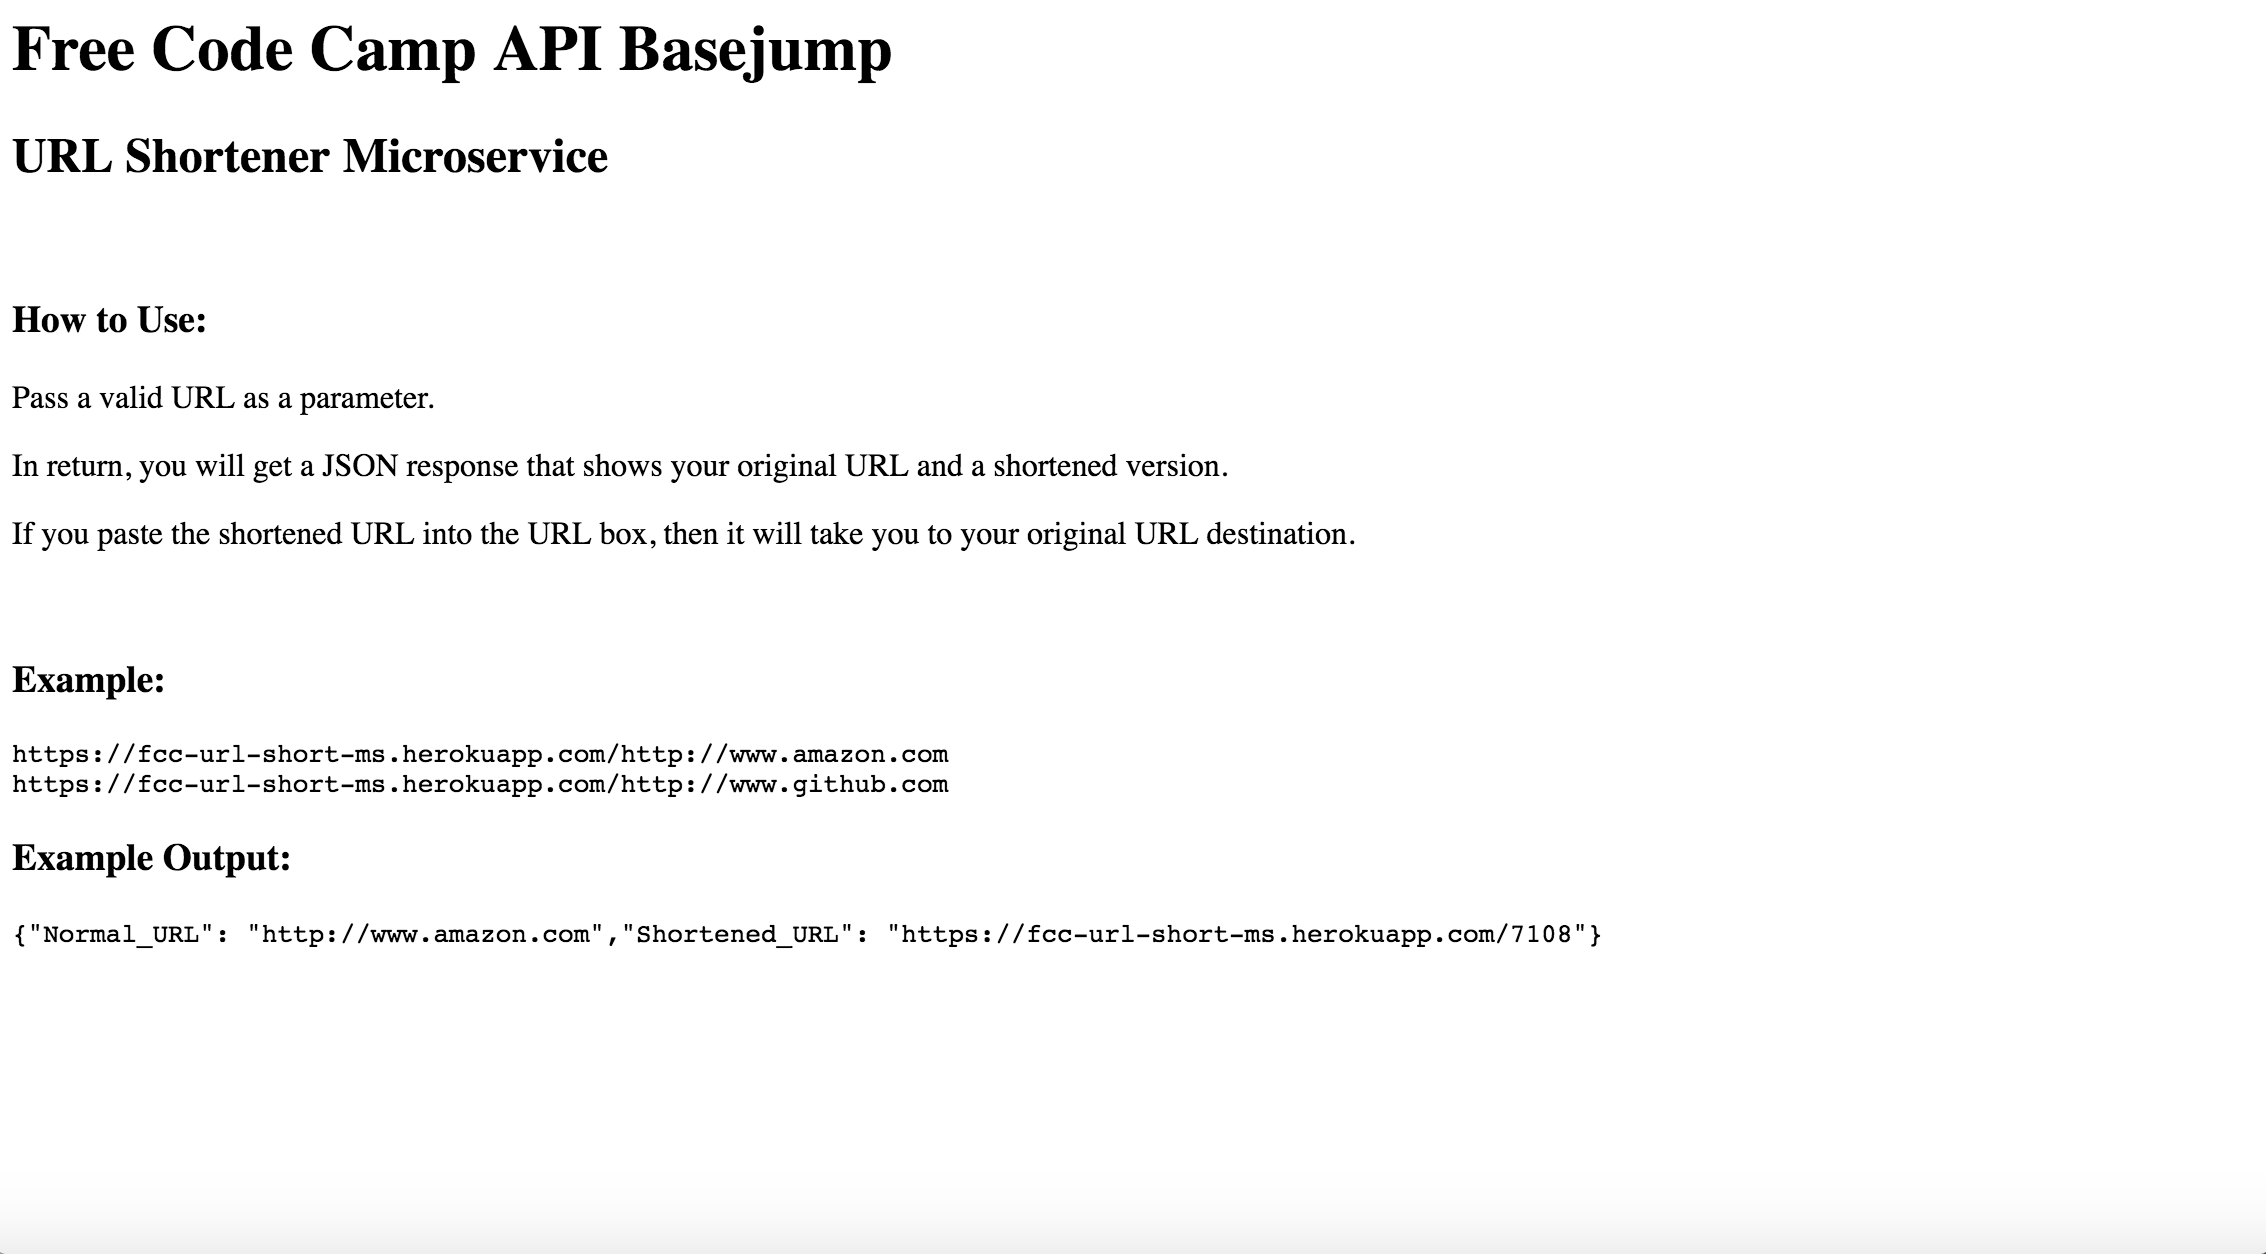 Free Code Camp API Basejump
URL Shortener Microservice
How to Use:
Pass a valid URL as a parameter.
In return, you will get a JSON response that shows your original URL and a shortened version.
If you paste the shortened URL into the URL box, then it will take you to your original URL destination.
Example:
https://fcc-url-short-ms.herokuapp.com/http://www.amazon.com
https://fcc-url-short-ms.herokuapp.com/http://www.github.com
Example Output:
{"Normal_URL": "http://www.amazon.com","Shortened_URL": "https://fcc-url-short-ms.herokuapp.com/7108"}